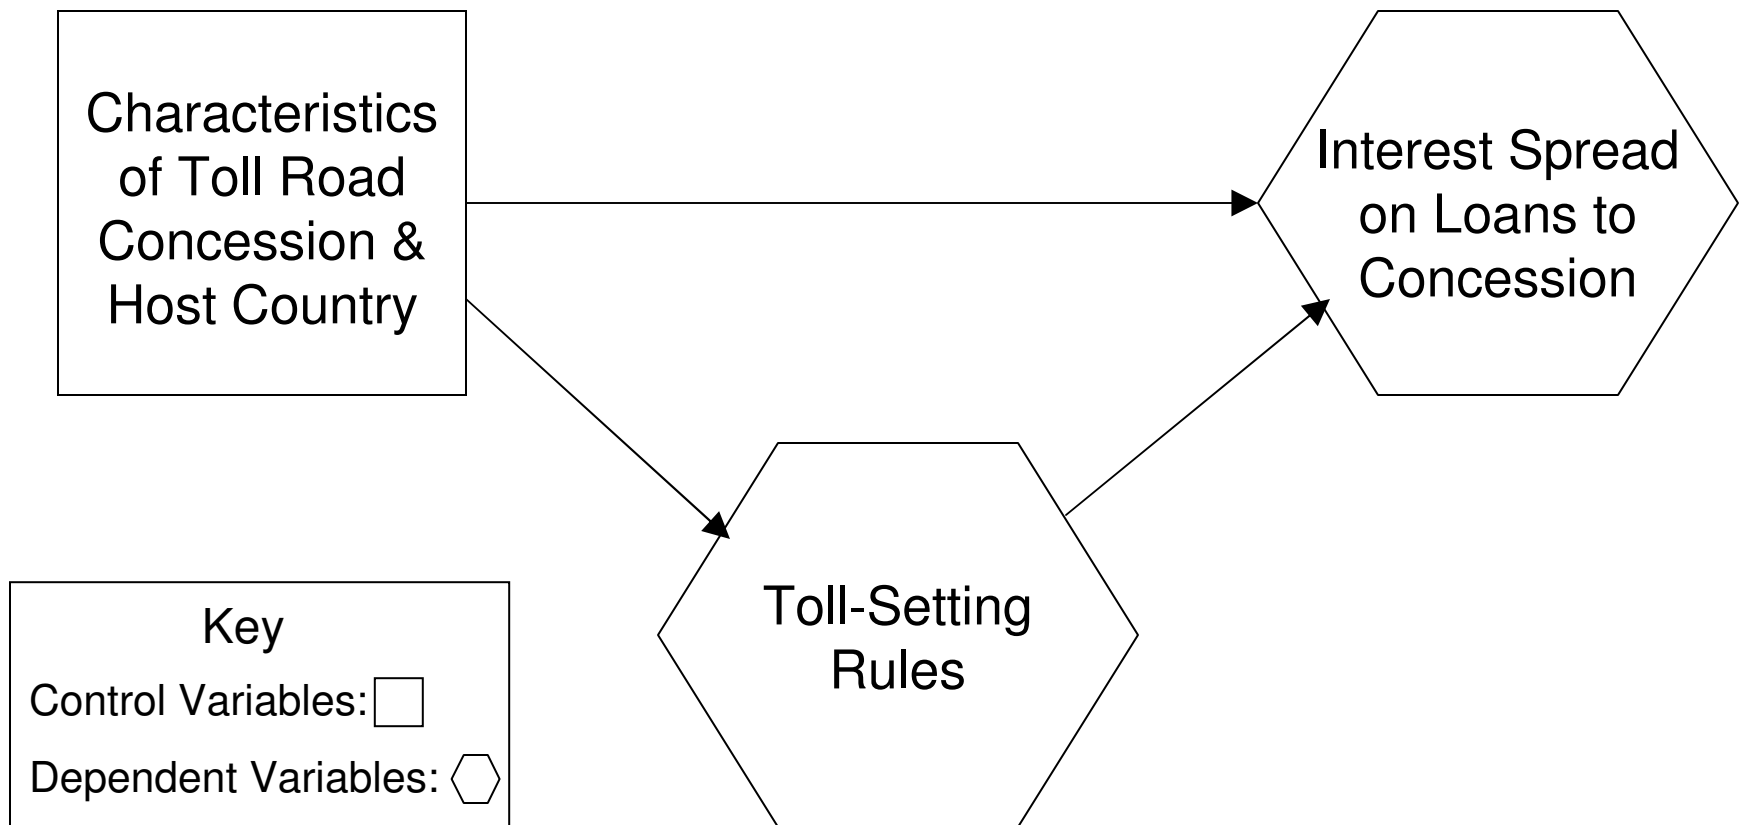 Characteristics
of Toll Road
Concession &
Host Country
Interest Spread
on Loans to
Concession
Toll-Setting
Rules
Key
Control Variables:
Dependent Variables: